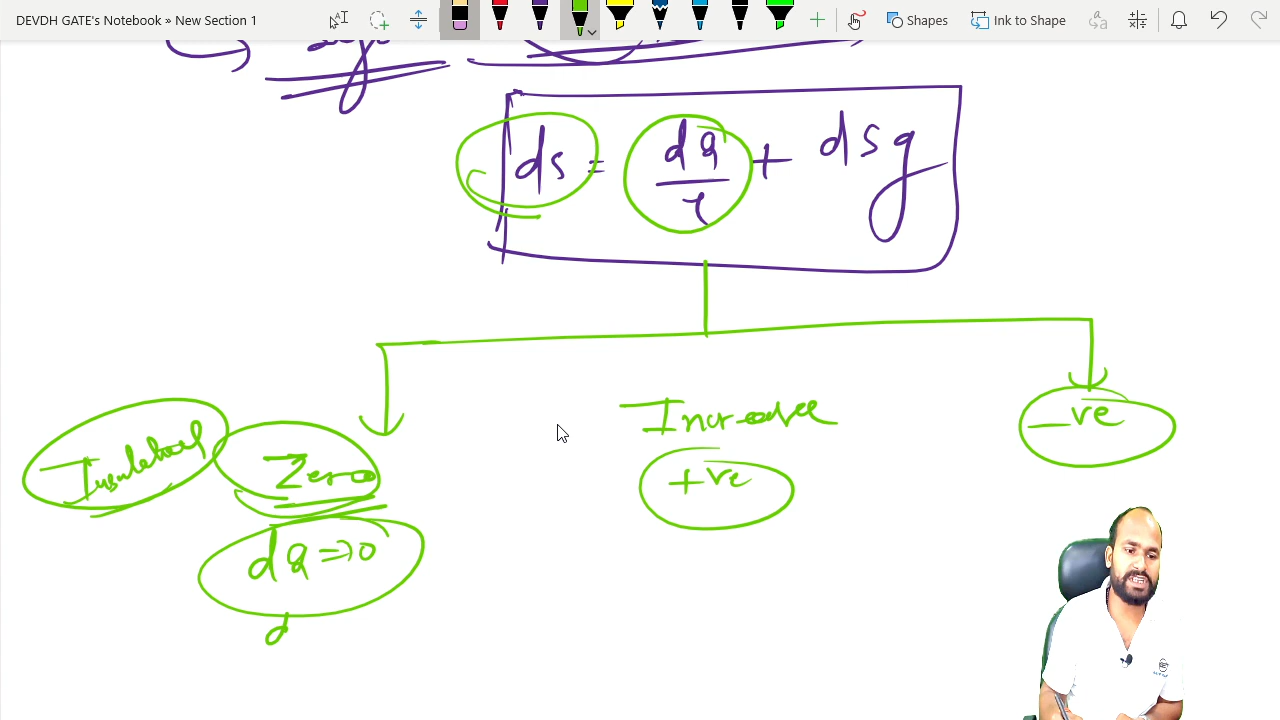 DEVDH GATE's Notebook » New Section 1
Shapes
Ink to Shape
ds = dQ/T + dsg
Increase
-ve
Insulated
Zero
+ve
dQ => 0
d